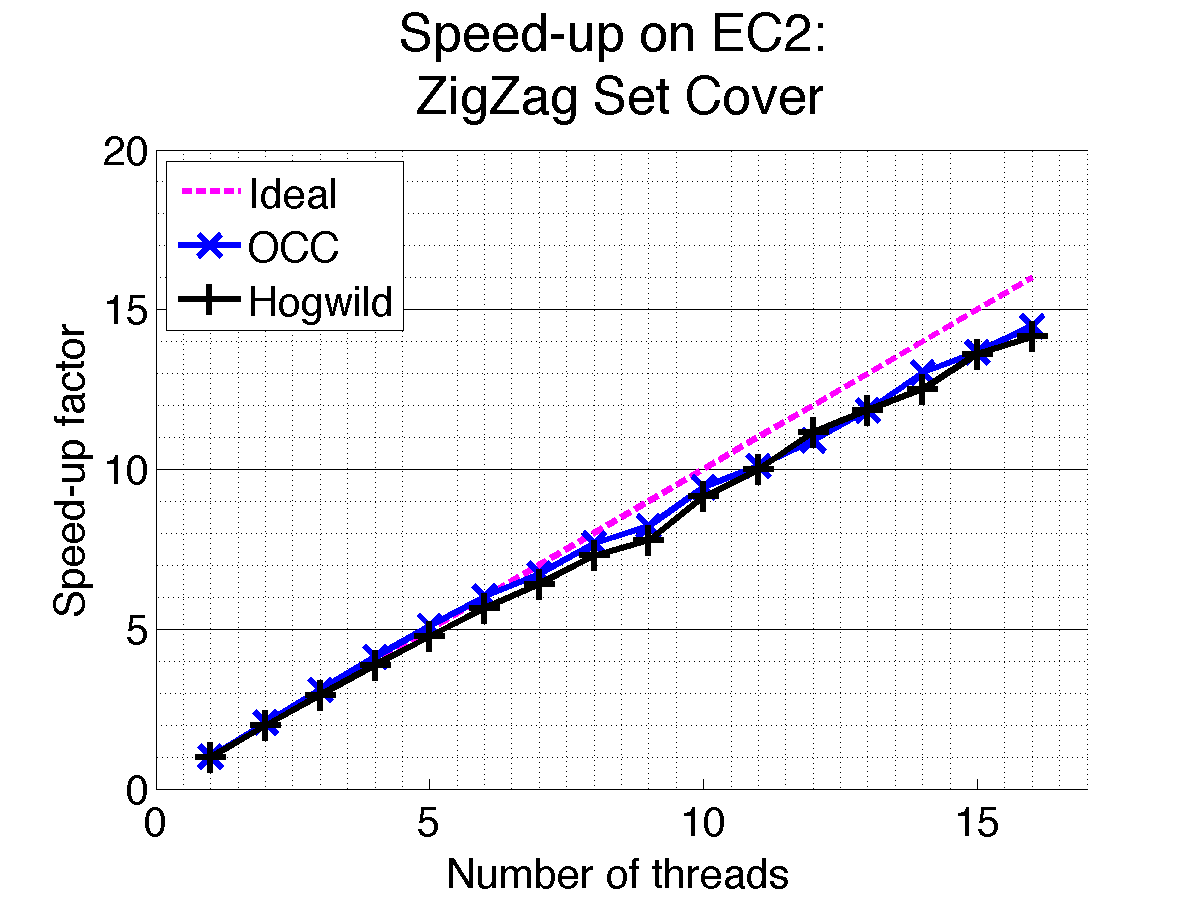 Speed-up on EC2:
ZigZag Set Cover
20
15
10
5
0
Speed-up factor
Ideal
OCC
Hogwild
0 5 10 15
Number of threads